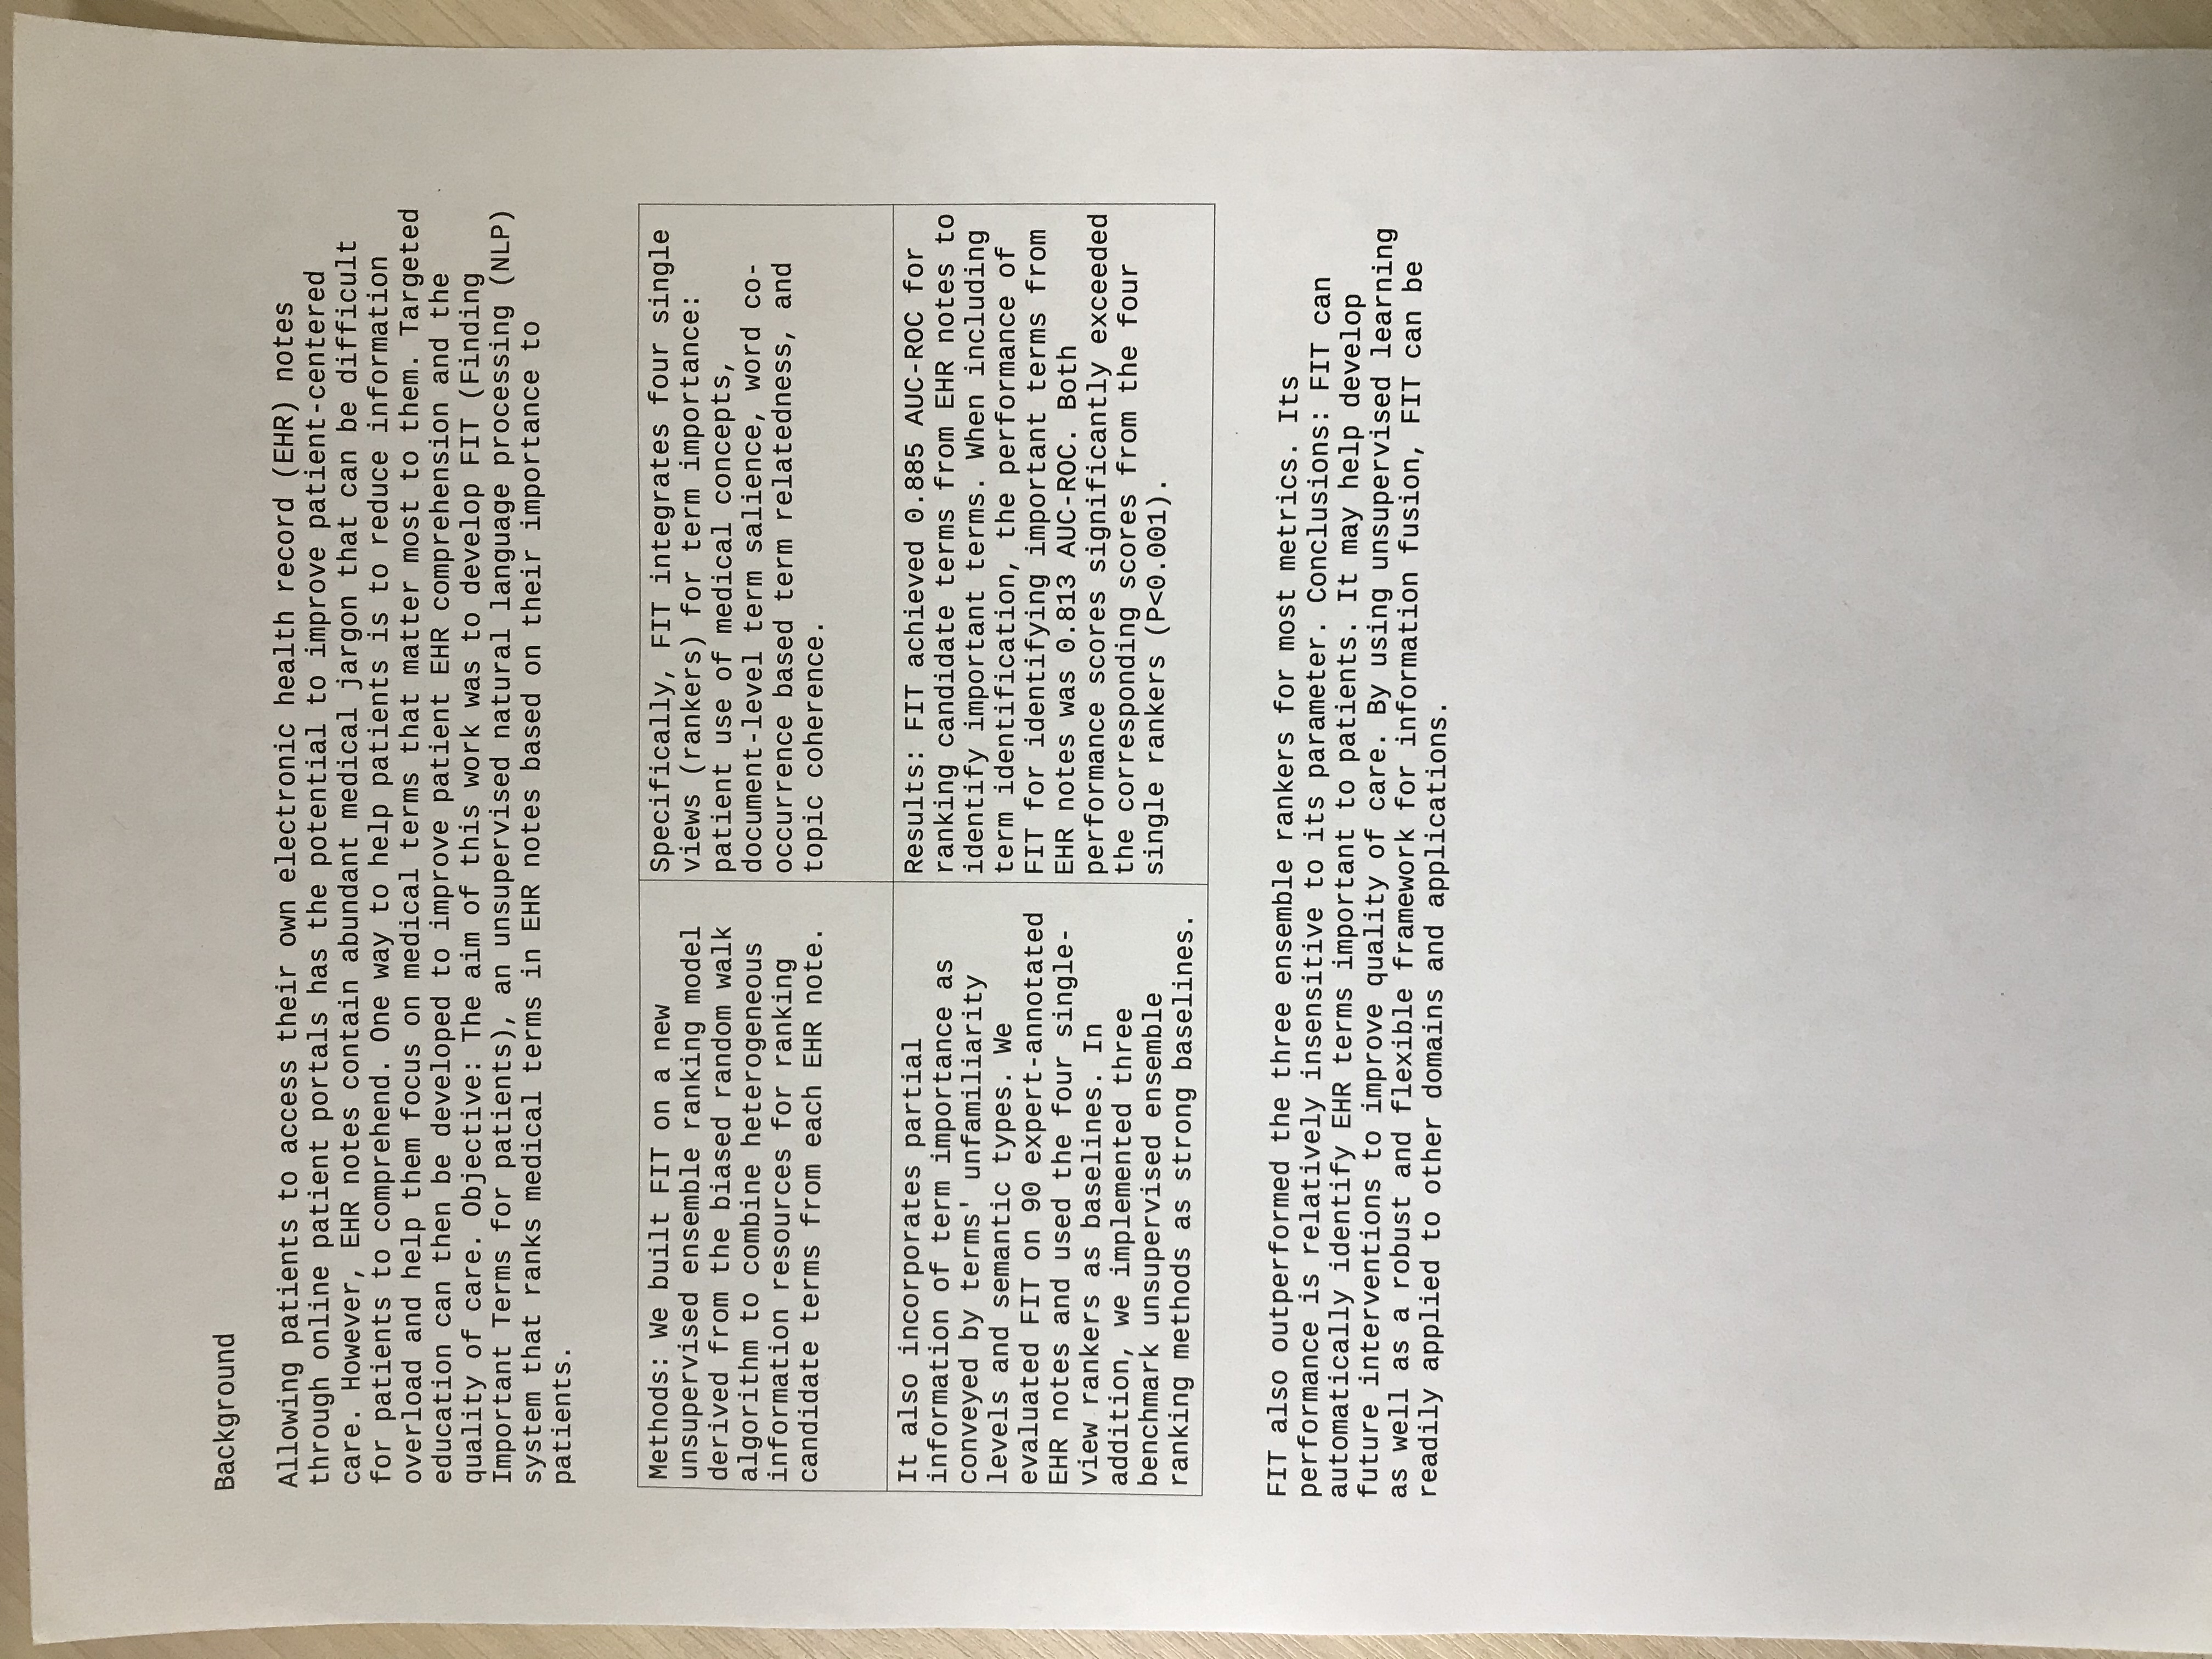 Background
Allowing patients to access their own electronic health record (EHR) notes
through online patient portals has the potential to improve patient-centered
care. However, EHR notes contain abundant medical jargon that can be difficult
for patients to comprehend. One way to help patients is to reduce information
overload and help them focus on medical terms that matter most to them. Targeted
education can then be developed to improve patient EHR comprehension and the
quality of care. Objective: The aim of this work was to develop FIT (Finding
Important Terms for patients), an unsupervised natural language processing (NLP)
system that ranks medical terms in EHR notes based on their importance to
patients.
Methods: We built FIT on a new
unsupervised ensemble ranking model
derived from the biased random walk
algorithm to combine heterogeneous
information resources for ranking
candidate terms from each EHR note.
Specifically, FIT integrates four single
views (rankers) for term importance:
patient use of medical concepts,
document-level term salience, word co-
occurrence based term relatedness, and
topic coherence.
It also incorporates partial
information of term importance as
conveyed by terms' unfamiliarity
levels and semantic types. We
evaluated FIT on 90 expert-annotated
EHR notes and used the four single-
view rankers as baselines. In
addition, we implemented three
benchmark unsupervised ensemble
ranking methods as strong baselines.
Results: FIT achieved 0.885 AUC-ROC for
ranking candidate terms from EHR notes to
identify important terms. When including
term identification, the performance of
FIT for identifying important terms from
EHR notes was 0.813 AUC-ROC. Both
performance scores significantly exceeded
the corresponding scores from the four
single rankers (P<0.001).
FIT also outperformed the three ensemble rankers for most metrics. Its
performance is relatively insensitive to its parameter. Conclusions: FIT can
automatically identify EHR terms important to patients. It may help develop
future interventions to improve quality of care. By using unsupervised learning
as well as a robust and flexible framework for information fusion, FIT can be
readily applied to other domains and applications.